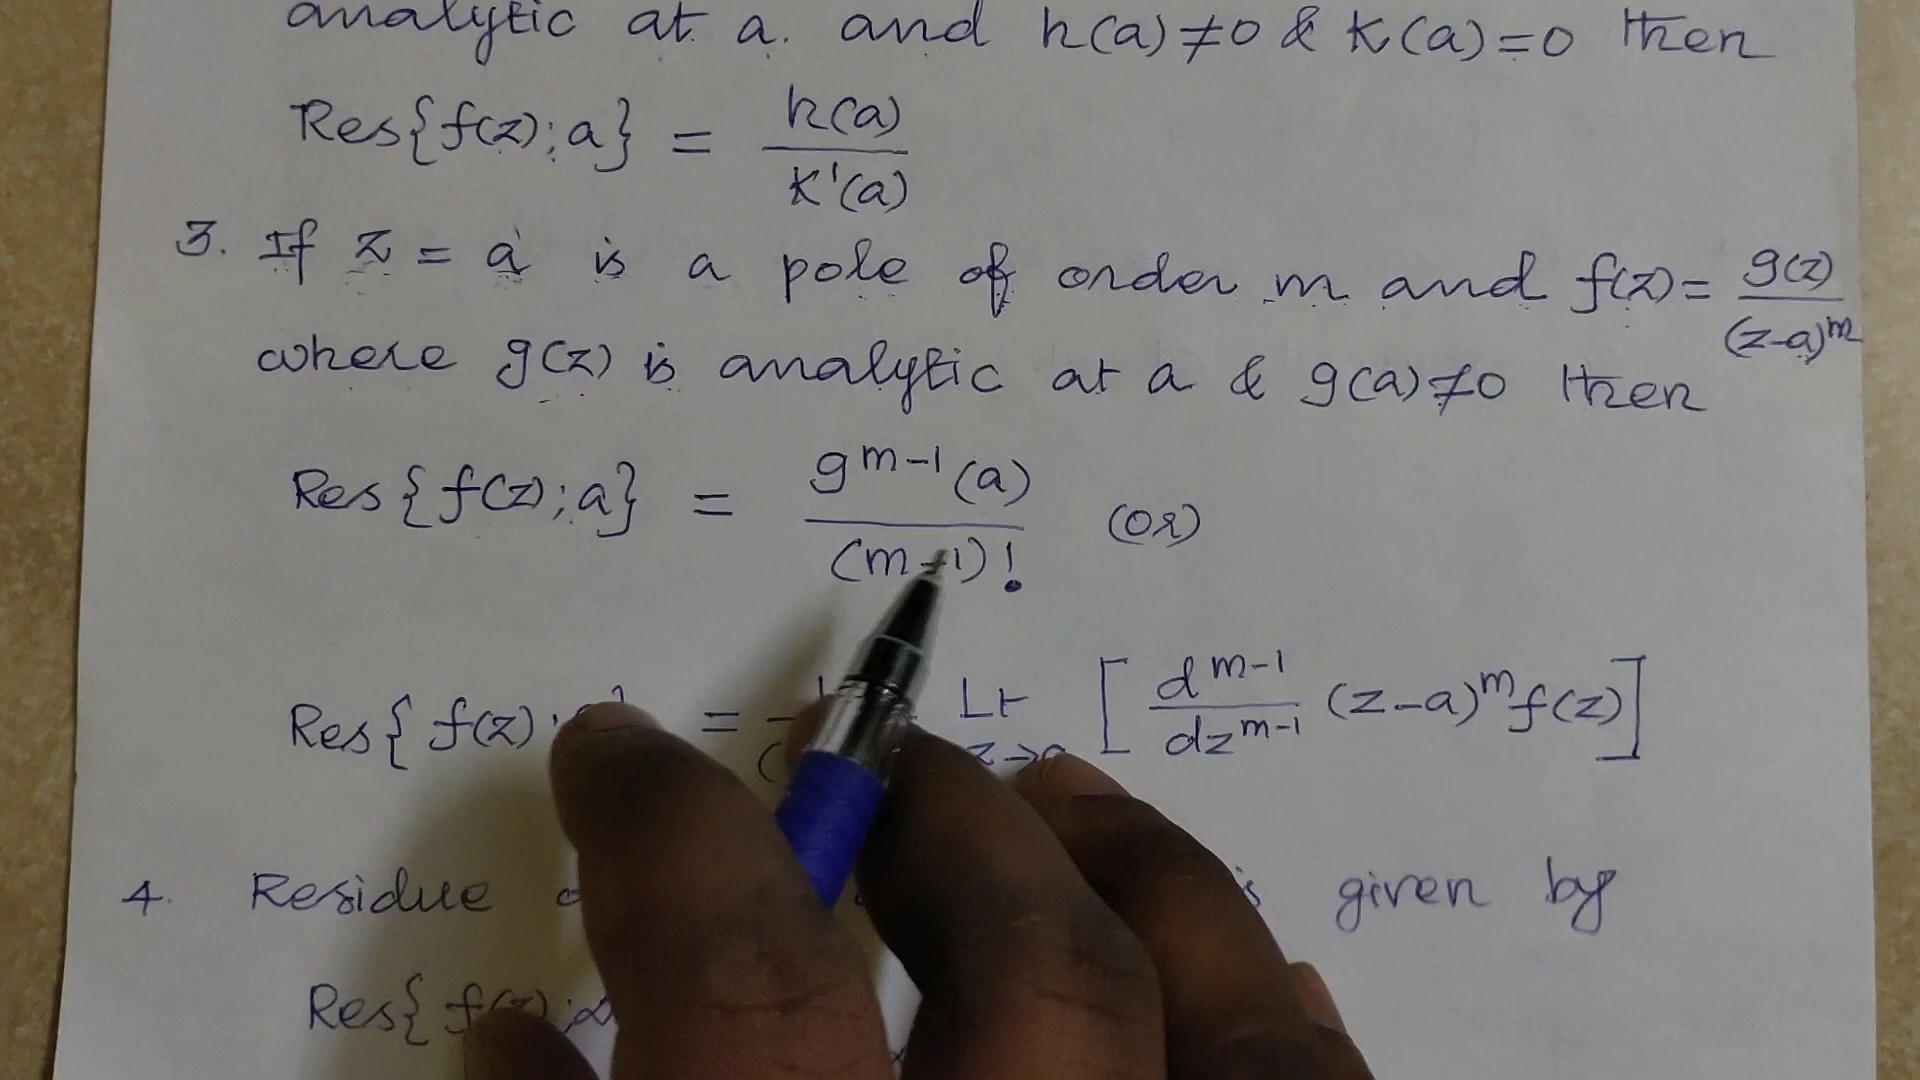 analytic at a. and h(a)≠0 & k(a)=0 then
Res{f(z); a} = h(a)/k'(a)
3. If z = a is a pole of order m and f(z) = g(z)/(z-a)^m
where g(z) is analytic at a & g(a)≠0 then
Res{f(z); a} = g^{m-1}(a)/(m-1)! (or)
Res{f(z); = Lt z→ [d^{m-1}/dz^{m-1} (z-a)^m f(z)]
4. Residue given by
Res{f(z);